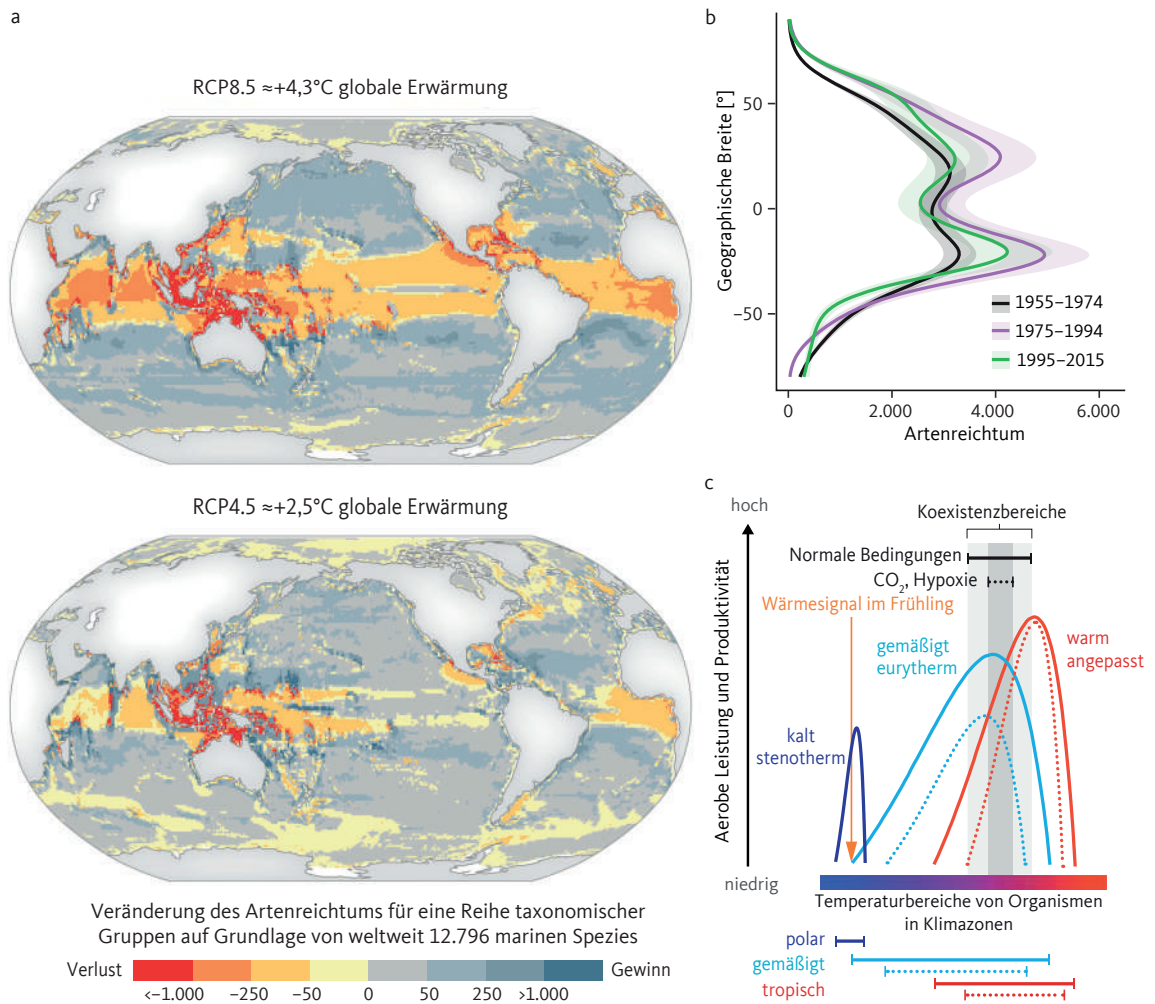 a
RCP8.5 ≈+4,3°C globale Erwärmung
RCP4.5 ≈+2,5°C globale Erwärmung
Veränderung des Artenreichtums für eine Reihe taxonomischer
Gruppen auf Grundlage von weltweit 12.796 marinen Spezies
Verlust
Gewinn
<–1.000
–250
–50
0
50
250
>1.000
b
Geographische Breite [°]
50
0
–50
1955–1974
1975–1994
1995–2015
0
2.000
4.000
6.000
Artenreichtum
c
hoch
Aerobe Leistung und Produktivität
niedrig
Koexistenzbereiche
Normale Bedingungen
CO₂, Hypoxie
Wärmesignal im Frühling
gemäßigt
eurytherm
warm
angepasst
kalt
stenotherm
Temperaturbereiche von Organismen
in Klimazonen
polar
gemäßigt
tropisch